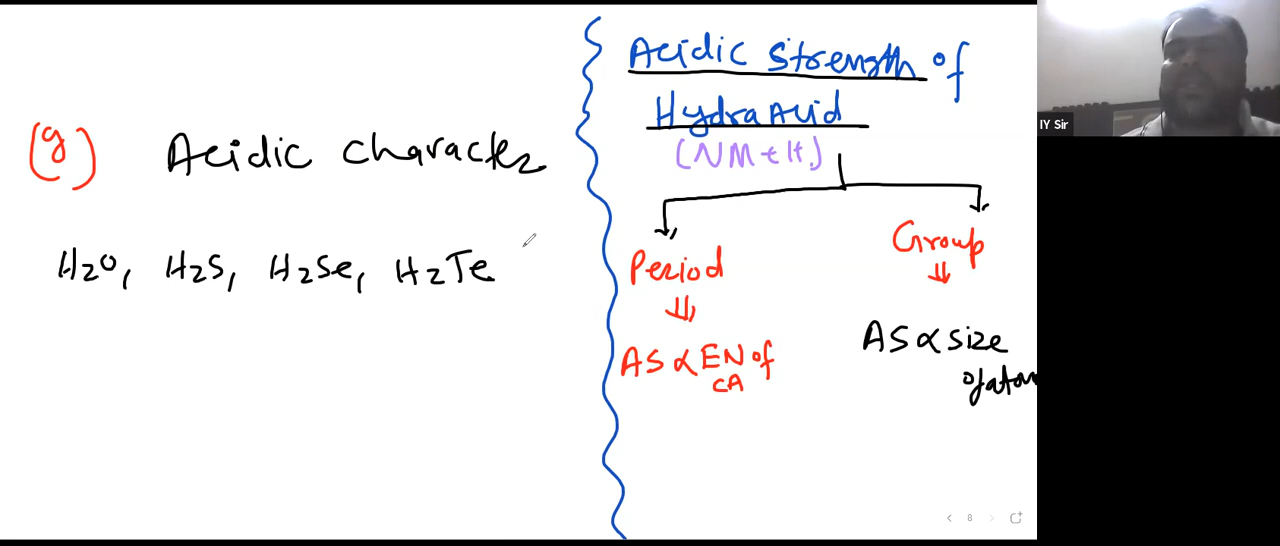 (g) Acidic character
H2O, H2S, H2Se, H2Te
Acidic Strength of
HydraAcid
(NM + H)
Period
AS ∝ EN of
CA
Group
AS ∝ size
of atom
IY Sir
8